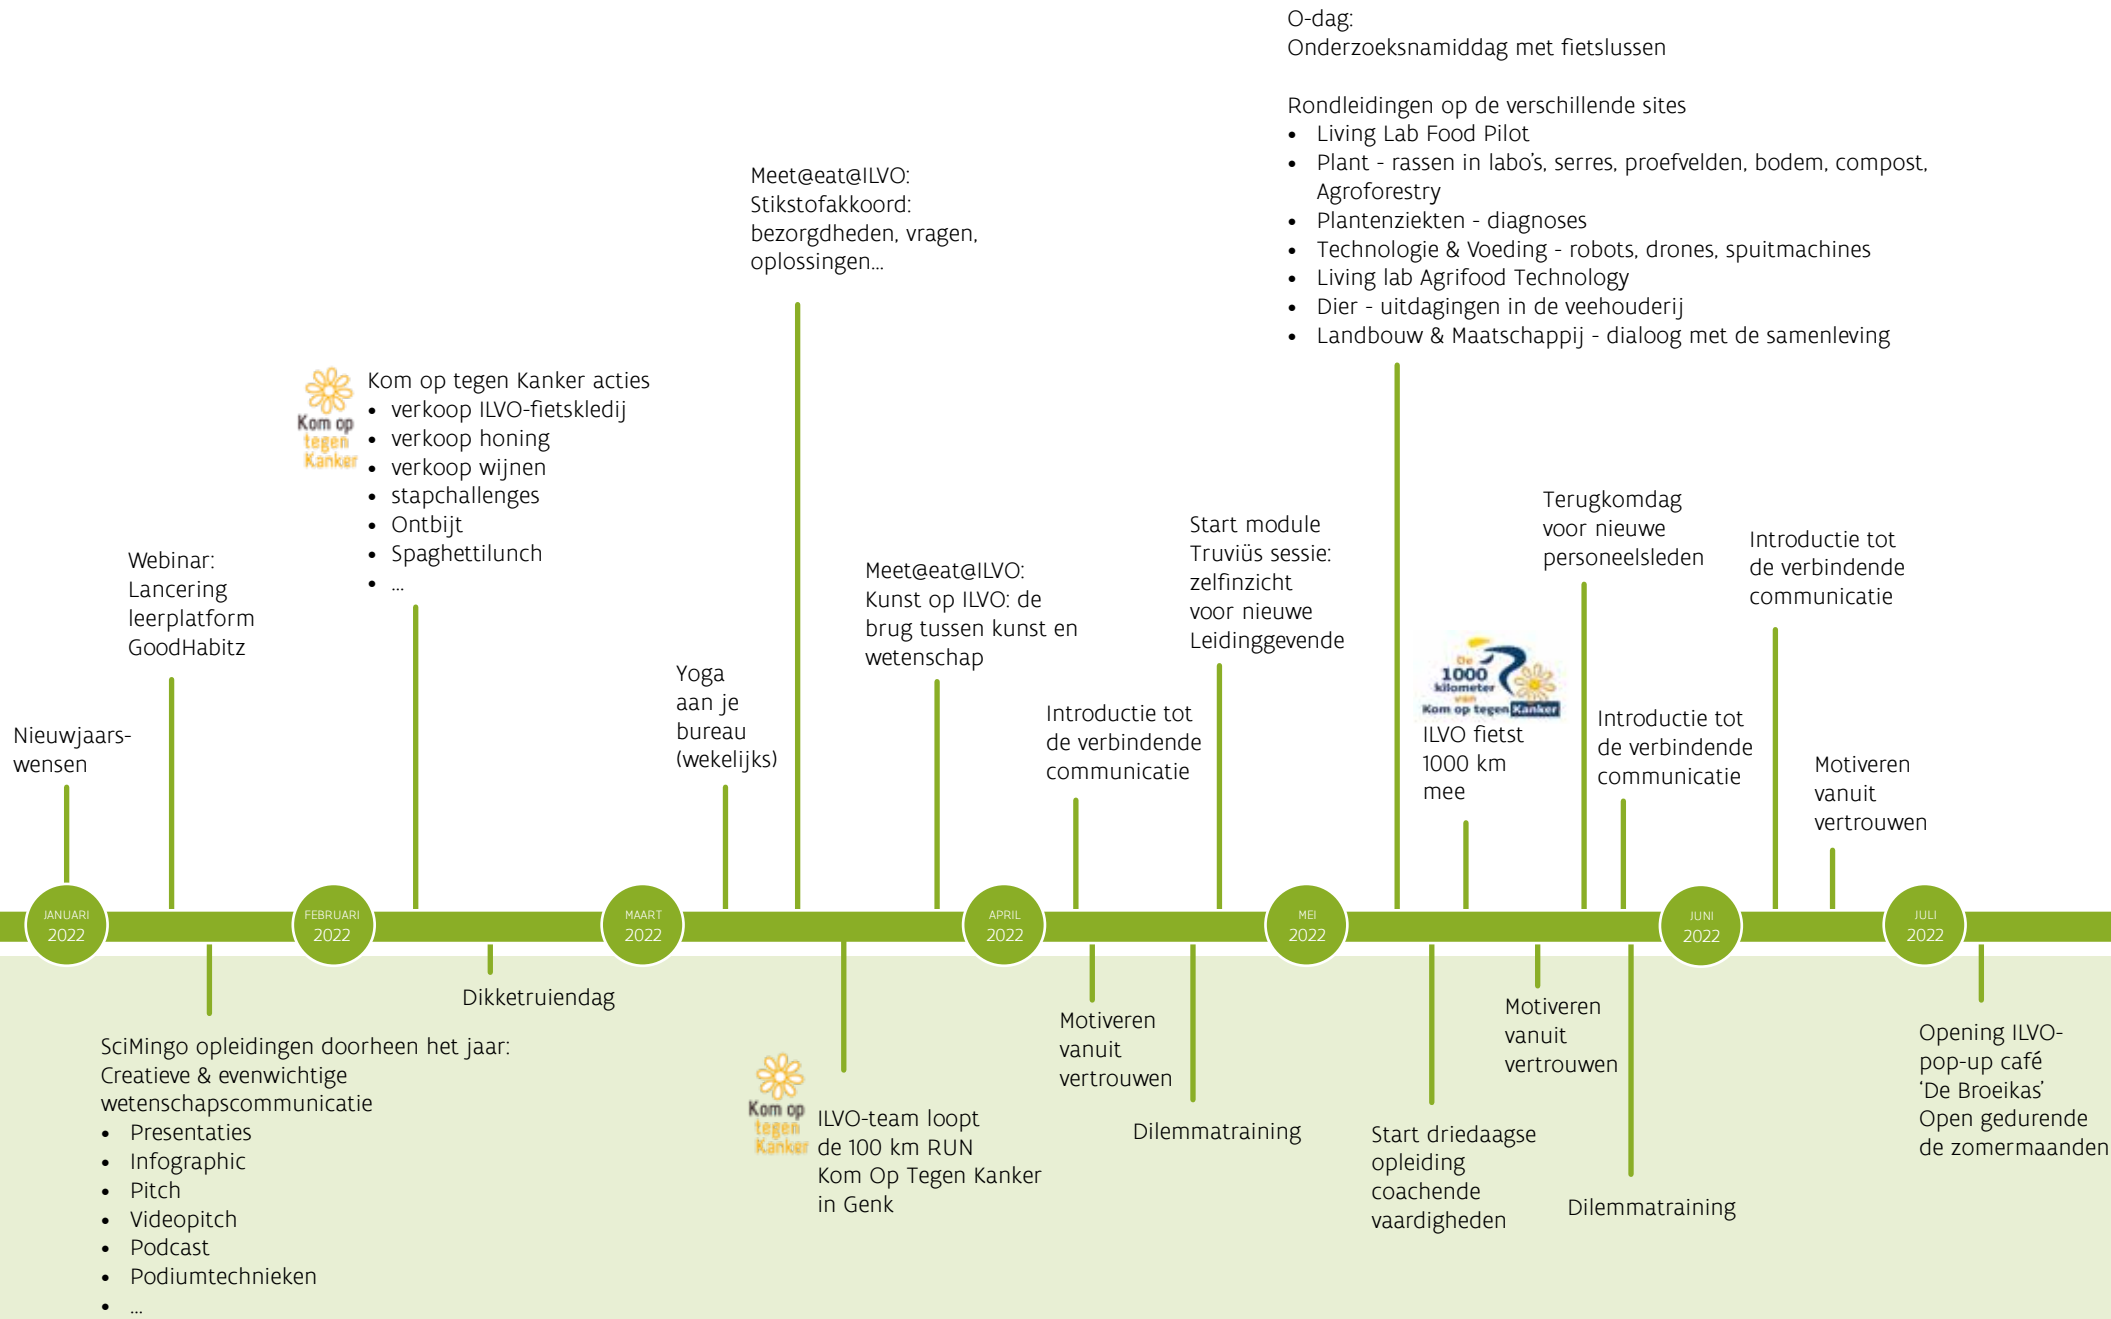 O-dag:
Onderzoeksnamiddag met fietslussen
Rondleidingen op de verschillende sites
• Living Lab Food Pilot
• Plant - rassen in labo's, serres, proefvelden, bodem, compost,
Agroforestry
• Plantenziekten - diagnoses
• Technologie & Voeding - robots, drones, spuitmachines
• Living lab Agrifood Technology
• Dier - uitdagingen in de veehouderij
• Landbouw & Maatschappij - dialoog met de samenleving
Meet@eat@ILVO:
Stikstofakkoord:
bezorgdheden, vragen,
oplossingen...
Kom op
tegen
Kanker
Kom op tegen Kanker acties
• verkoop ILVO-fietskledij
• verkoop honing
• verkoop wijnen
• stapchallenges
• Ontbijt
• Spaghettilunch
• ...
Nieuwjaars-
wensen
Webinar:
Lancering
leerplatform
GoodHabitz
Yoga
aan je
bureau
(wekelijks)
Meet@eat@ILVO:
Kunst op ILVO: de
brug tussen kunst en
wetenschap
Introductie tot
de verbindende
communicatie
Start module
Truviüs sessie:
zelfinzicht
voor nieuwe
Leidinggevende
De
1000
kilometer
van
Kom op tegen Kanker
ILVO fietst
1000 km
mee
Terugkomdag
voor nieuwe
personeelsleden
Introductie tot
de verbindende
communicatie
Introductie tot
de verbindende
communicatie
Motiveren
vanuit
vertrouwen
JANUARI
2022
FEBRUARI
2022
MAART
2022
APRIL
2022
MEI
2022
JUNI
2022
JULI
2022
SciMingo opleidingen doorheen het jaar:
Creatieve & evenwichtige
wetenschapscommunicatie
• Presentaties
• Infographic
• Pitch
• Videopitch
• Podcast
• Podiumtechnieken
• ...
Dikketruiendag
Kom op
tegen
Kanker
ILVO-team loopt
de 100 km RUN
Kom Op Tegen Kanker
in Genk
Motiveren
vanuit
vertrouwen
Dilemmatraining
Start driedaagse
opleiding
coachende
vaardigheden
Motiveren
vanuit
vertrouwen
Dilemmatraining
Opening ILVO-
pop-up café
‘De Broeikas’
Open gedurende
de zomermaanden